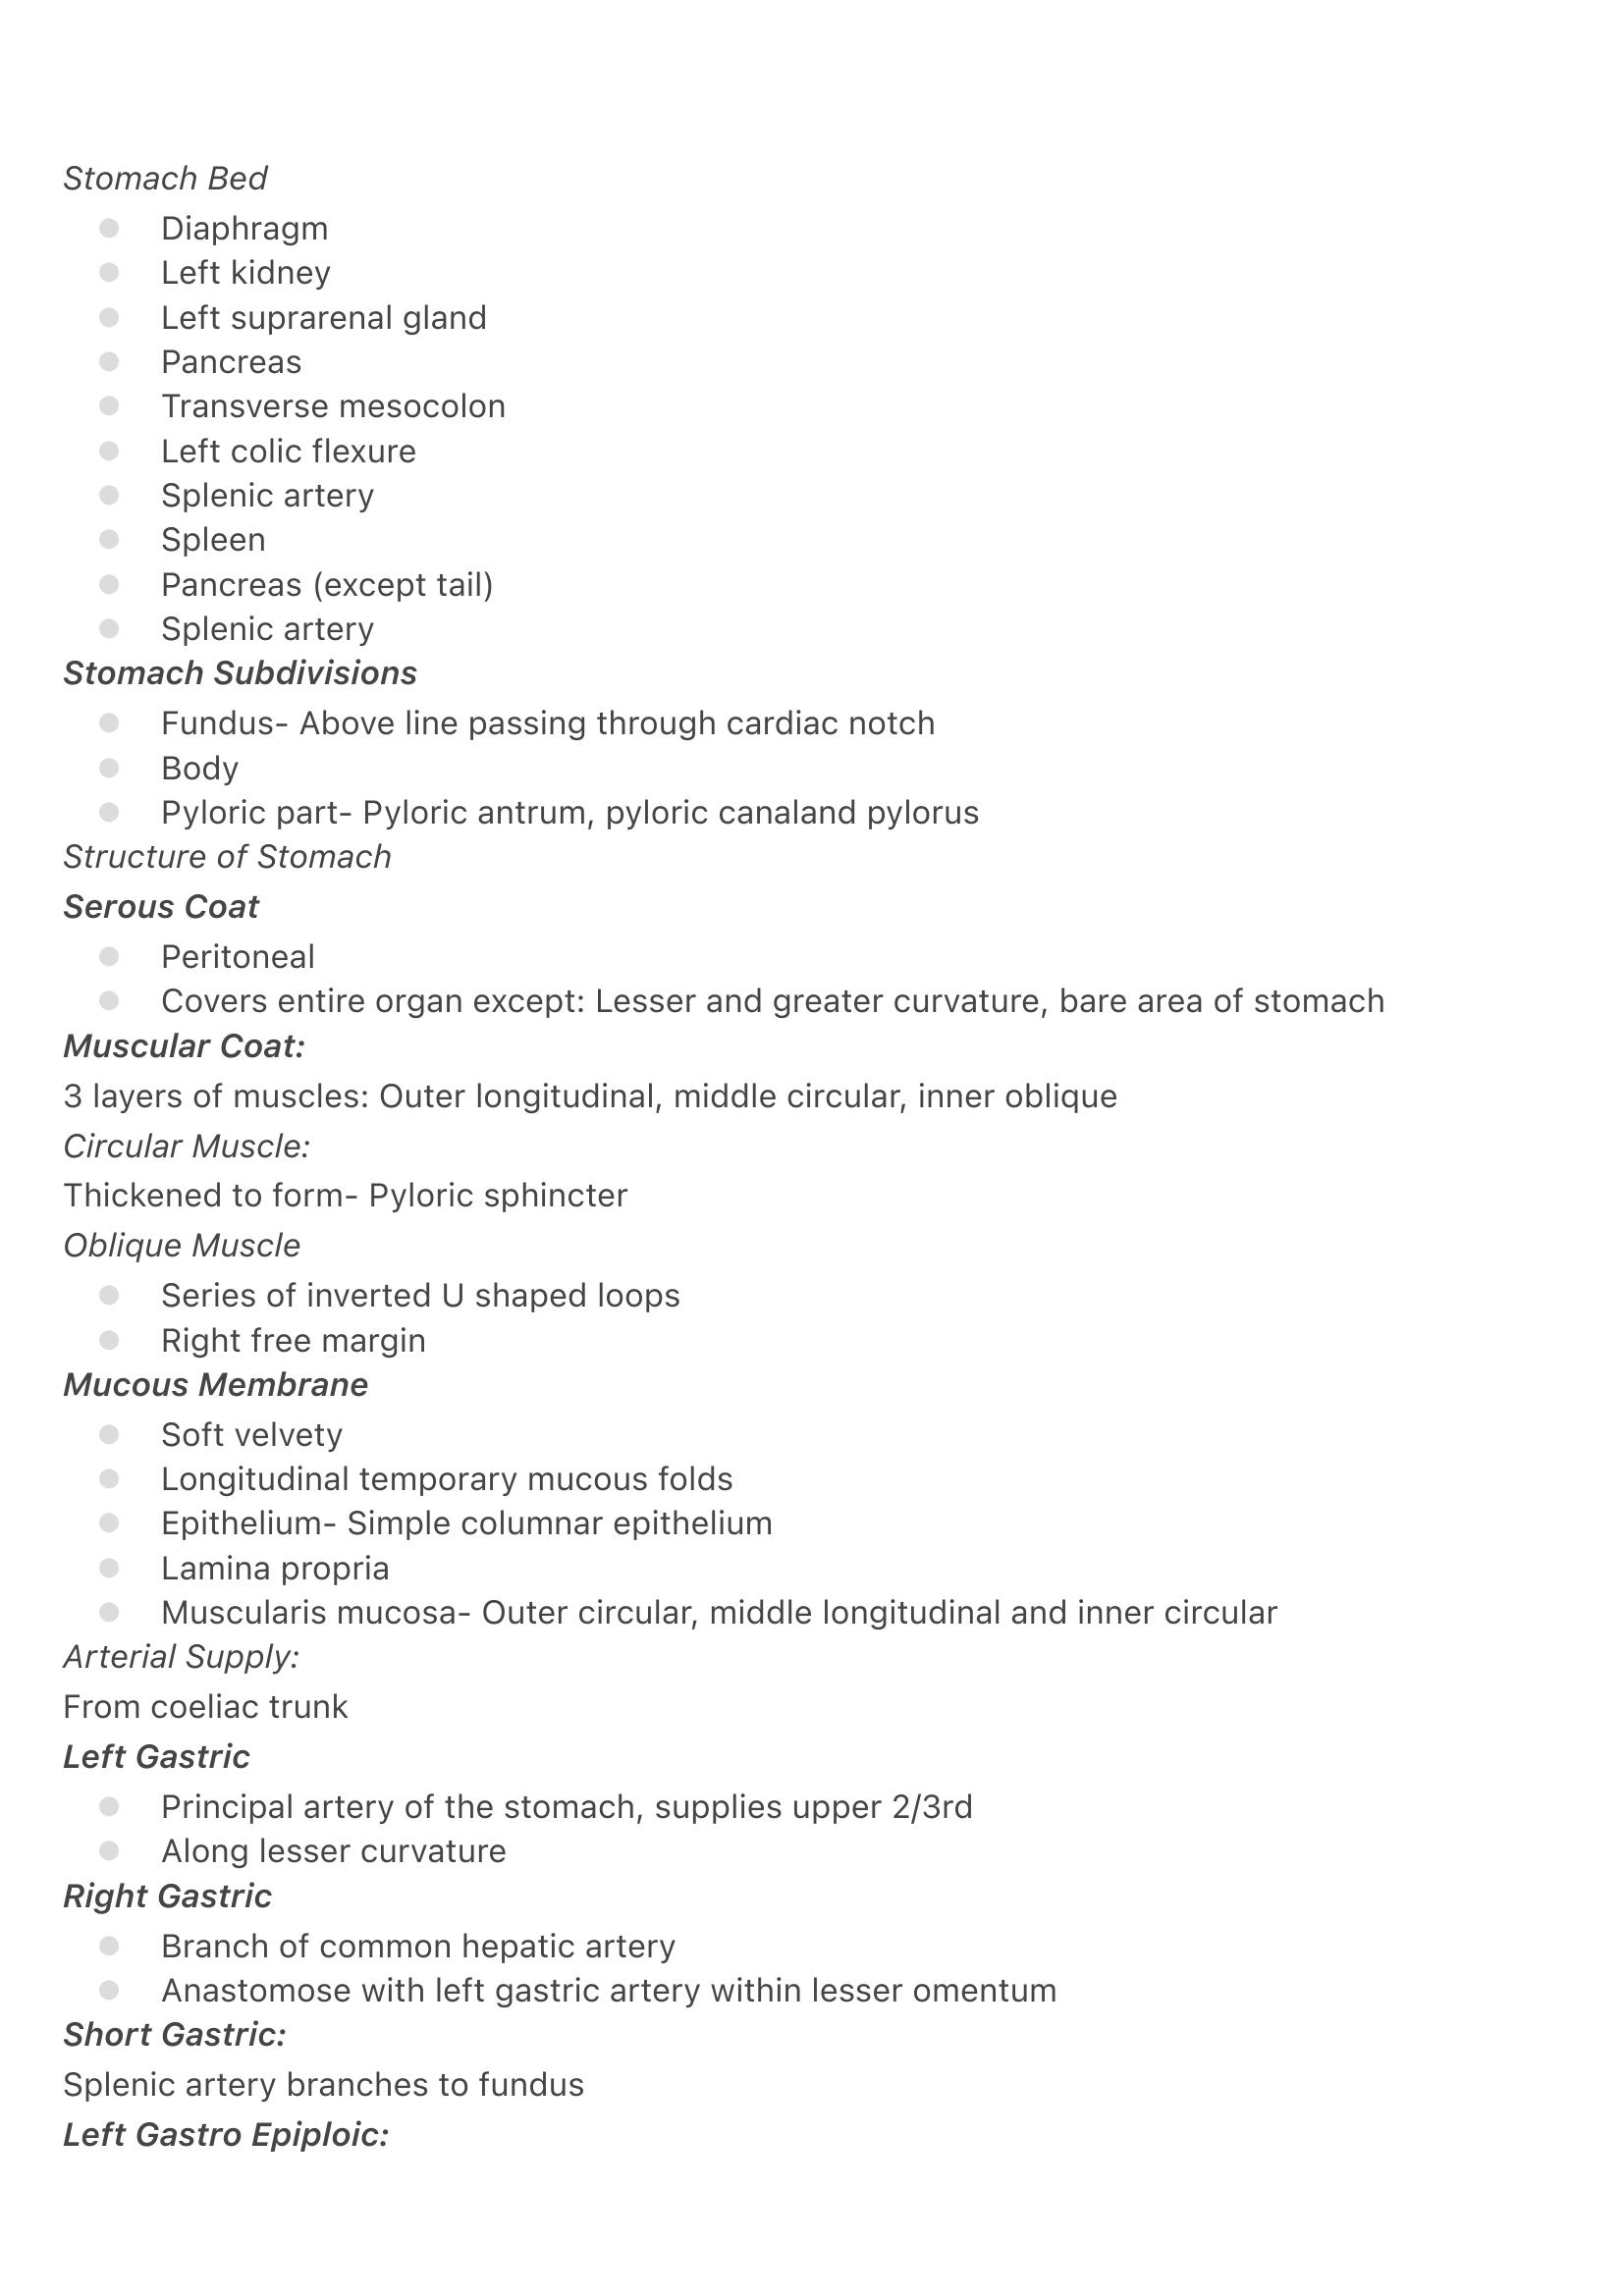 Stomach Bed
Diaphragm
Left kidney
Left suprarenal gland
Pancreas
Transverse mesocolon
Left colic flexure
Splenic artery
Spleen
Pancreas (except tail)
Splenic artery
Stomach Subdivisions
Fundus- Above line passing through cardiac notch
Body
Pyloric part- Pyloric antrum, pyloric canaland pylorus
Structure of Stomach
Serous Coat
Peritoneal
Covers entire organ except: Lesser and greater curvature, bare area of stomach
Muscular Coat:
3 layers of muscles: Outer longitudinal, middle circular, inner oblique
Circular Muscle:
Thickened to form- Pyloric sphincter
Oblique Muscle
Series of inverted U shaped loops
Right free margin
Mucous Membrane
Soft velvety
Longitudinal temporary mucous folds
Epithelium- Simple columnar epithelium
Lamina propria
Muscularis mucosa- Outer circular, middle longitudinal and inner circular
Arterial Supply:
From coeliac trunk
Left Gastric
Principal artery of the stomach, supplies upper 2/3rd
Along lesser curvature
Right Gastric
Branch of common hepatic artery
Anastomose with left gastric artery within lesser omentum
Short Gastric:
Splenic artery branches to fundus
Left Gastro Epiploic: